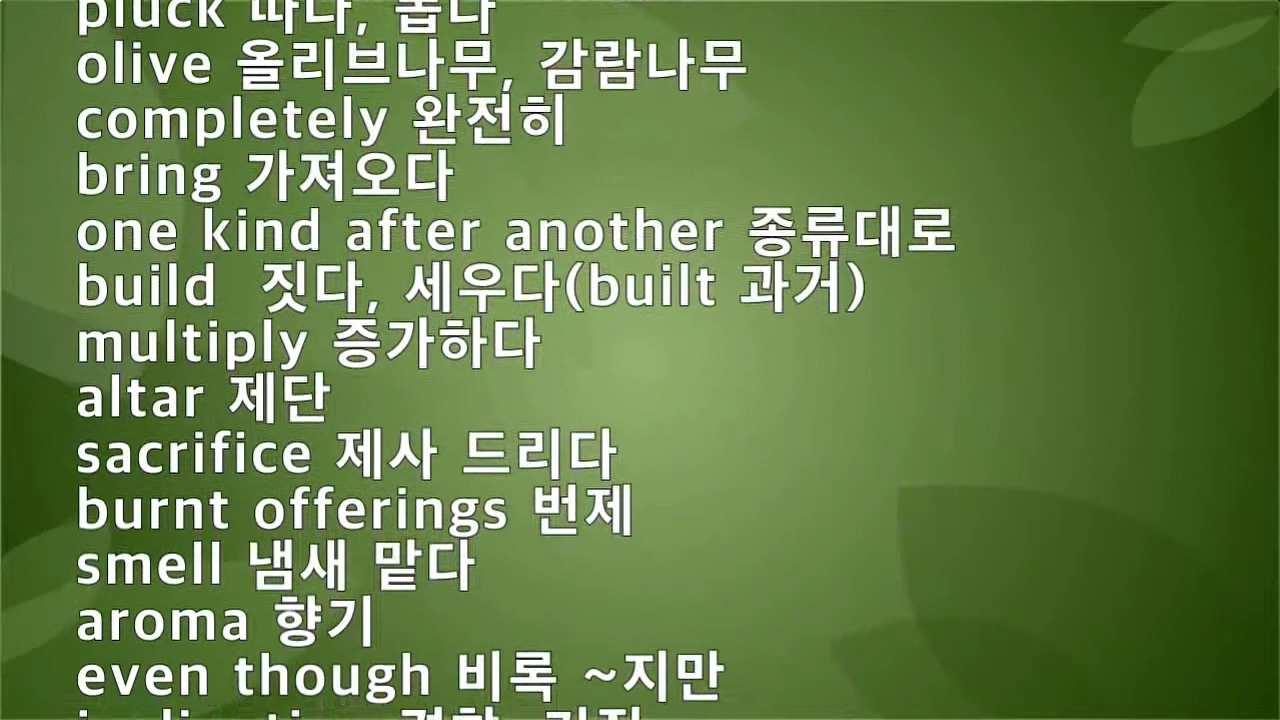 pluck 따다, 뽑다
olive 올리브나무, 감람나무
completely 완전히
bring 가져오다
one kind after another 종류대로
build 짓다, 세우다(built 과거)
multiply 증가하다
altar 제단
sacrifice 제사 드리다
burnt offerings 번제
smell 냄새 맡다
aroma 향기
even though 비록 ~지만